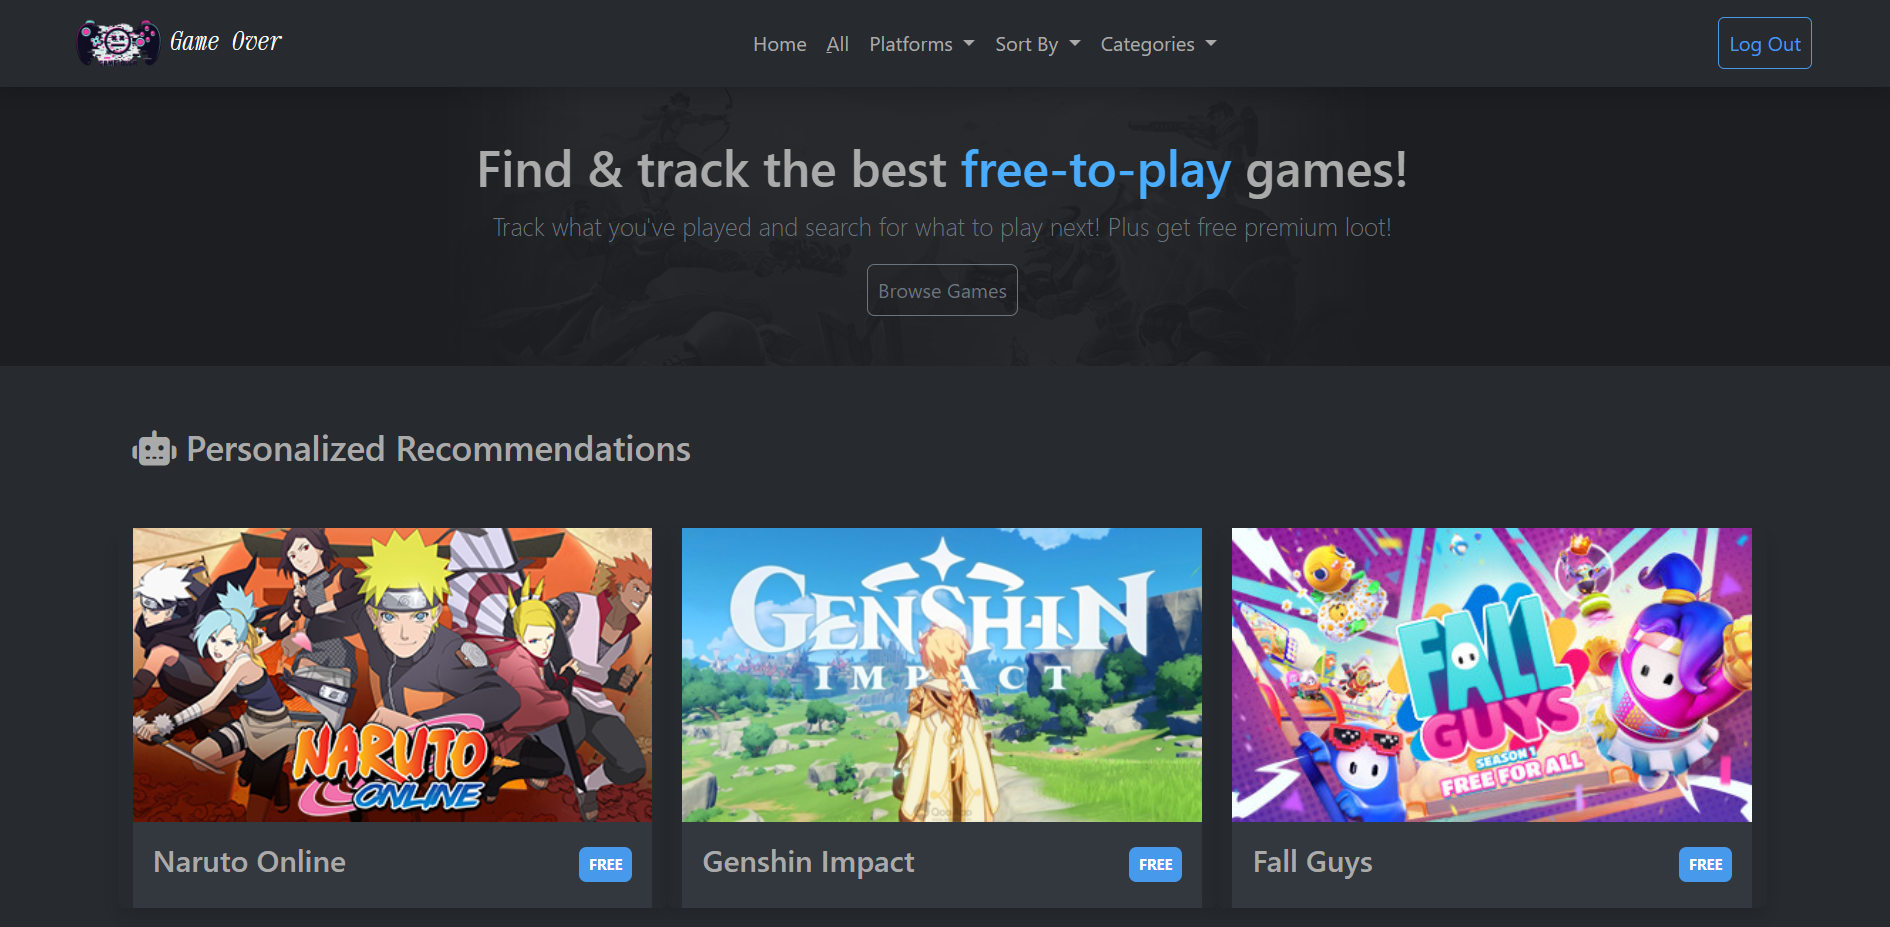 Game Over
Home All Platforms Sort By Categories
Log Out
Find & track the best free-to-play games!
Track what you've played and search for what to play next! Plus get free premium loot!
Browse Games
Personalized Recommendations
NARUTO
ONLINE
GENSHIN
IMPACT
FALL
GUYS
SEASON 1
FREE FOR ALL
Naruto Online FREE
Genshin Impact FREE
Fall Guys FREE